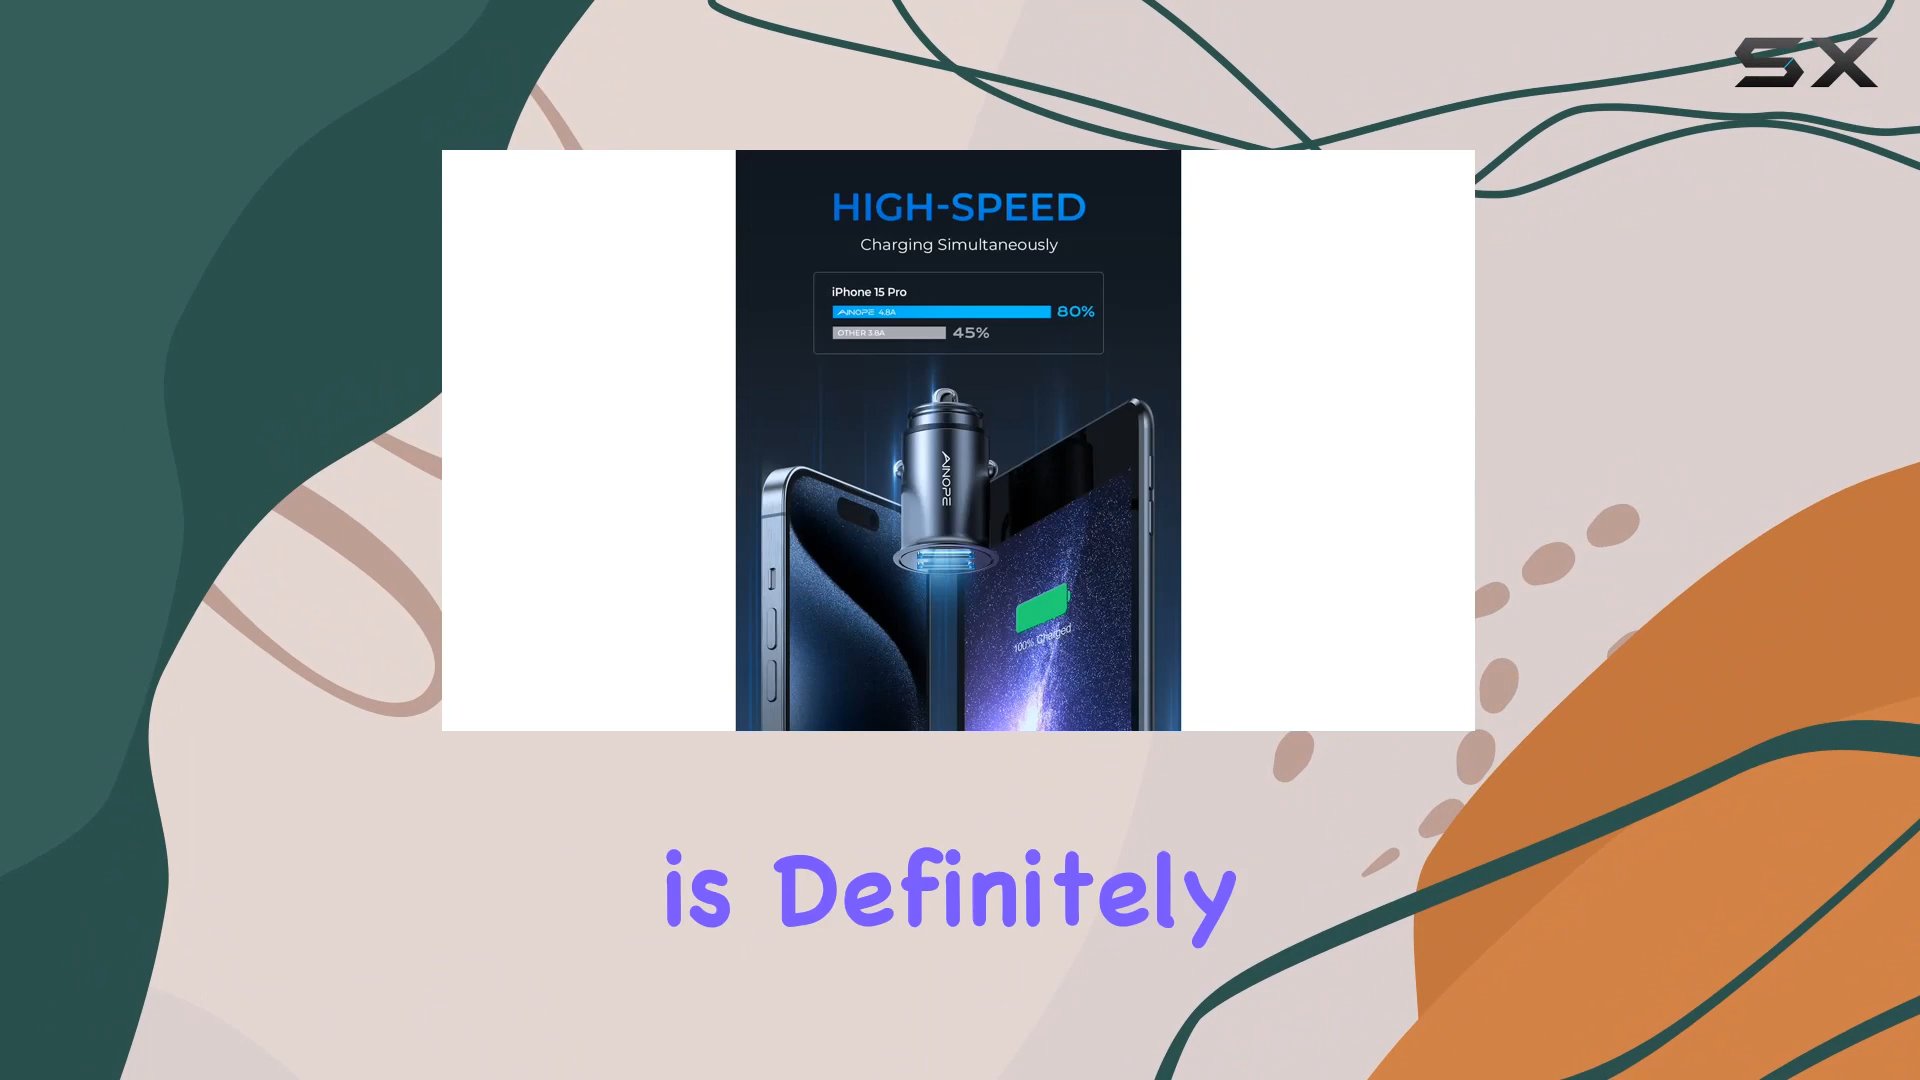 SX
HIGH-SPEED
Charging Simultaneously
iPhone 15 Pro
AINOPE 4.8A 80%
OTHER 3.8A 45%
AINOPE
100% Charged
is Definitely